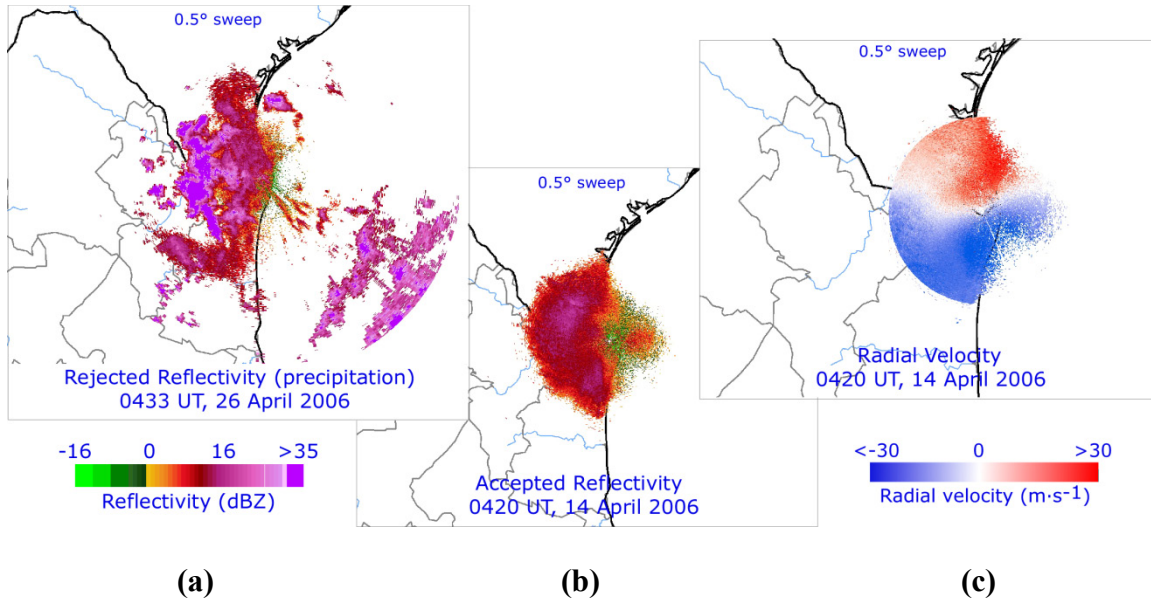 0.5° sweep
Rejected Reflectivity (precipitation)
0433 UT, 26 April 2006
-16 0 16 >35
Reflectivity (dBZ)
(a)
0.5° sweep
Accepted Reflectivity
0420 UT, 14 April 2006
(b)
0.5° sweep
Radial Velocity
0420 UT, 14 April 2006
<-30 0 >30
Radial velocity (m·s⁻¹)
(c)